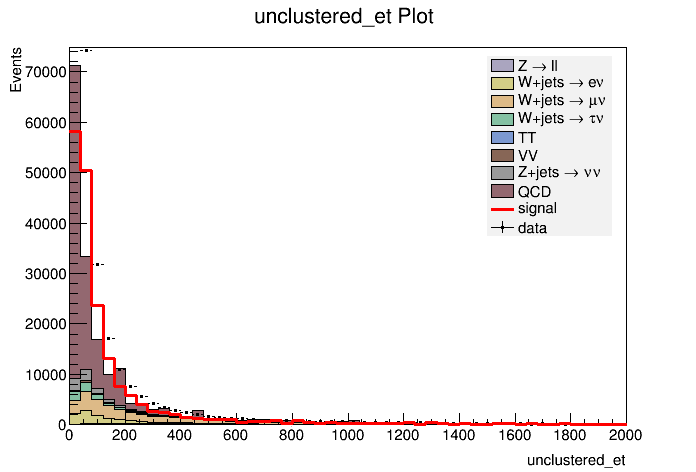 unclustered_et Plot
Events
70000
60000
50000
40000
30000
20000
10000
0
Z → ll
W+jets → eν
W+jets → μν
W+jets → τν
TT
VV
Z+jets → νν
QCD
signal
data
0 200 400 600 800 1000 1200 1400 1600 1800 2000
unclustered_et